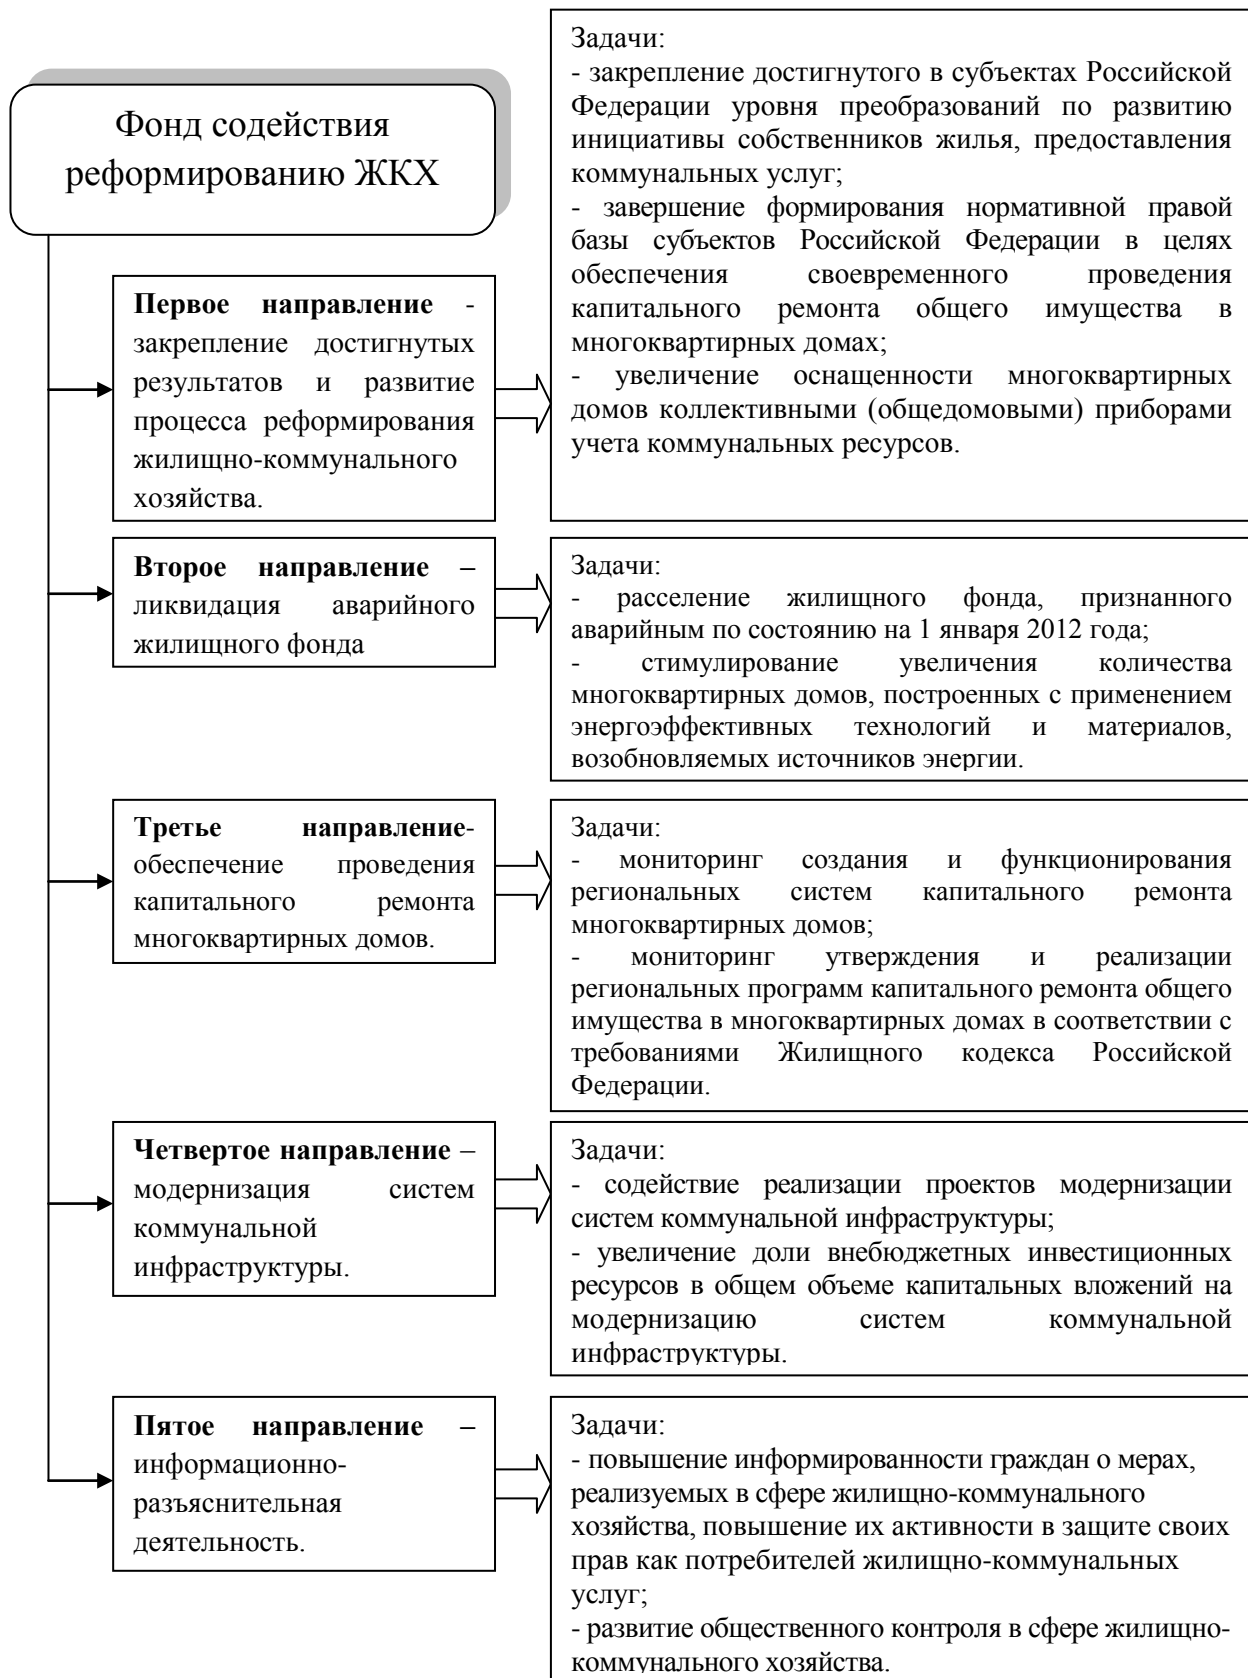 Фонд содействия
реформированию ЖКХ
Первое направление -
закрепление достигнутых
результатов и развитие
процесса реформирования
жилищно-коммунального
хозяйства.
Задачи:
- закрепление достигнутого в субъектах Российской
Федерации уровня преобразований по развитию
инициативы собственников жилья, предоставления
коммунальных услуг;
- завершение формирования нормативной правой
базы субъектов Российской Федерации в целях
обеспечения своевременного проведения
капитального ремонта общего имущества в
многоквартирных домах;
- увеличение оснащенности многоквартирных
домов коллективными (общедомовыми) приборами
учета коммунальных ресурсов.
Второе направление –
ликвидация аварийного
жилищного фонда
Задачи:
- расселение жилищного фонда, признанного
аварийным по состоянию на 1 января 2012 года;
- стимулирование увеличения количества
многоквартирных домов, построенных с применением
энергоэффективных технологий и материалов,
возобновляемых источников энергии.
Третье направление-
обеспечение проведения
капитального ремонта
многоквартирных домов.
Задачи:
- мониторинг создания и функционирования
региональных систем капитального ремонта
многоквартирных домов;
- мониторинг утверждения и реализации
региональных программ капитального ремонта общего
имущества в многоквартирных домах в соответствии с
требованиями Жилищного кодекса Российской
Федерации.
Четвертое направление –
модернизация систем
коммунальной
инфраструктуры.
Задачи:
- содействие реализации проектов модернизации
систем коммунальной инфраструктуры;
- увеличение доли внебюджетных инвестиционных
ресурсов в общем объеме капитальных вложений на
модернизацию систем коммунальной
инфраструктуры.
Пятое направление –
информационно-
разъяснительная
деятельность.
Задачи:
- повышение информированности граждан о мерах,
реализуемых в сфере жилищно-коммунального
хозяйства, повышение их активности в защите своих
прав как потребителей жилищно-коммунальных
услуг;
- развитие общественного контроля в сфере жилищно-
коммунального хозяйства.